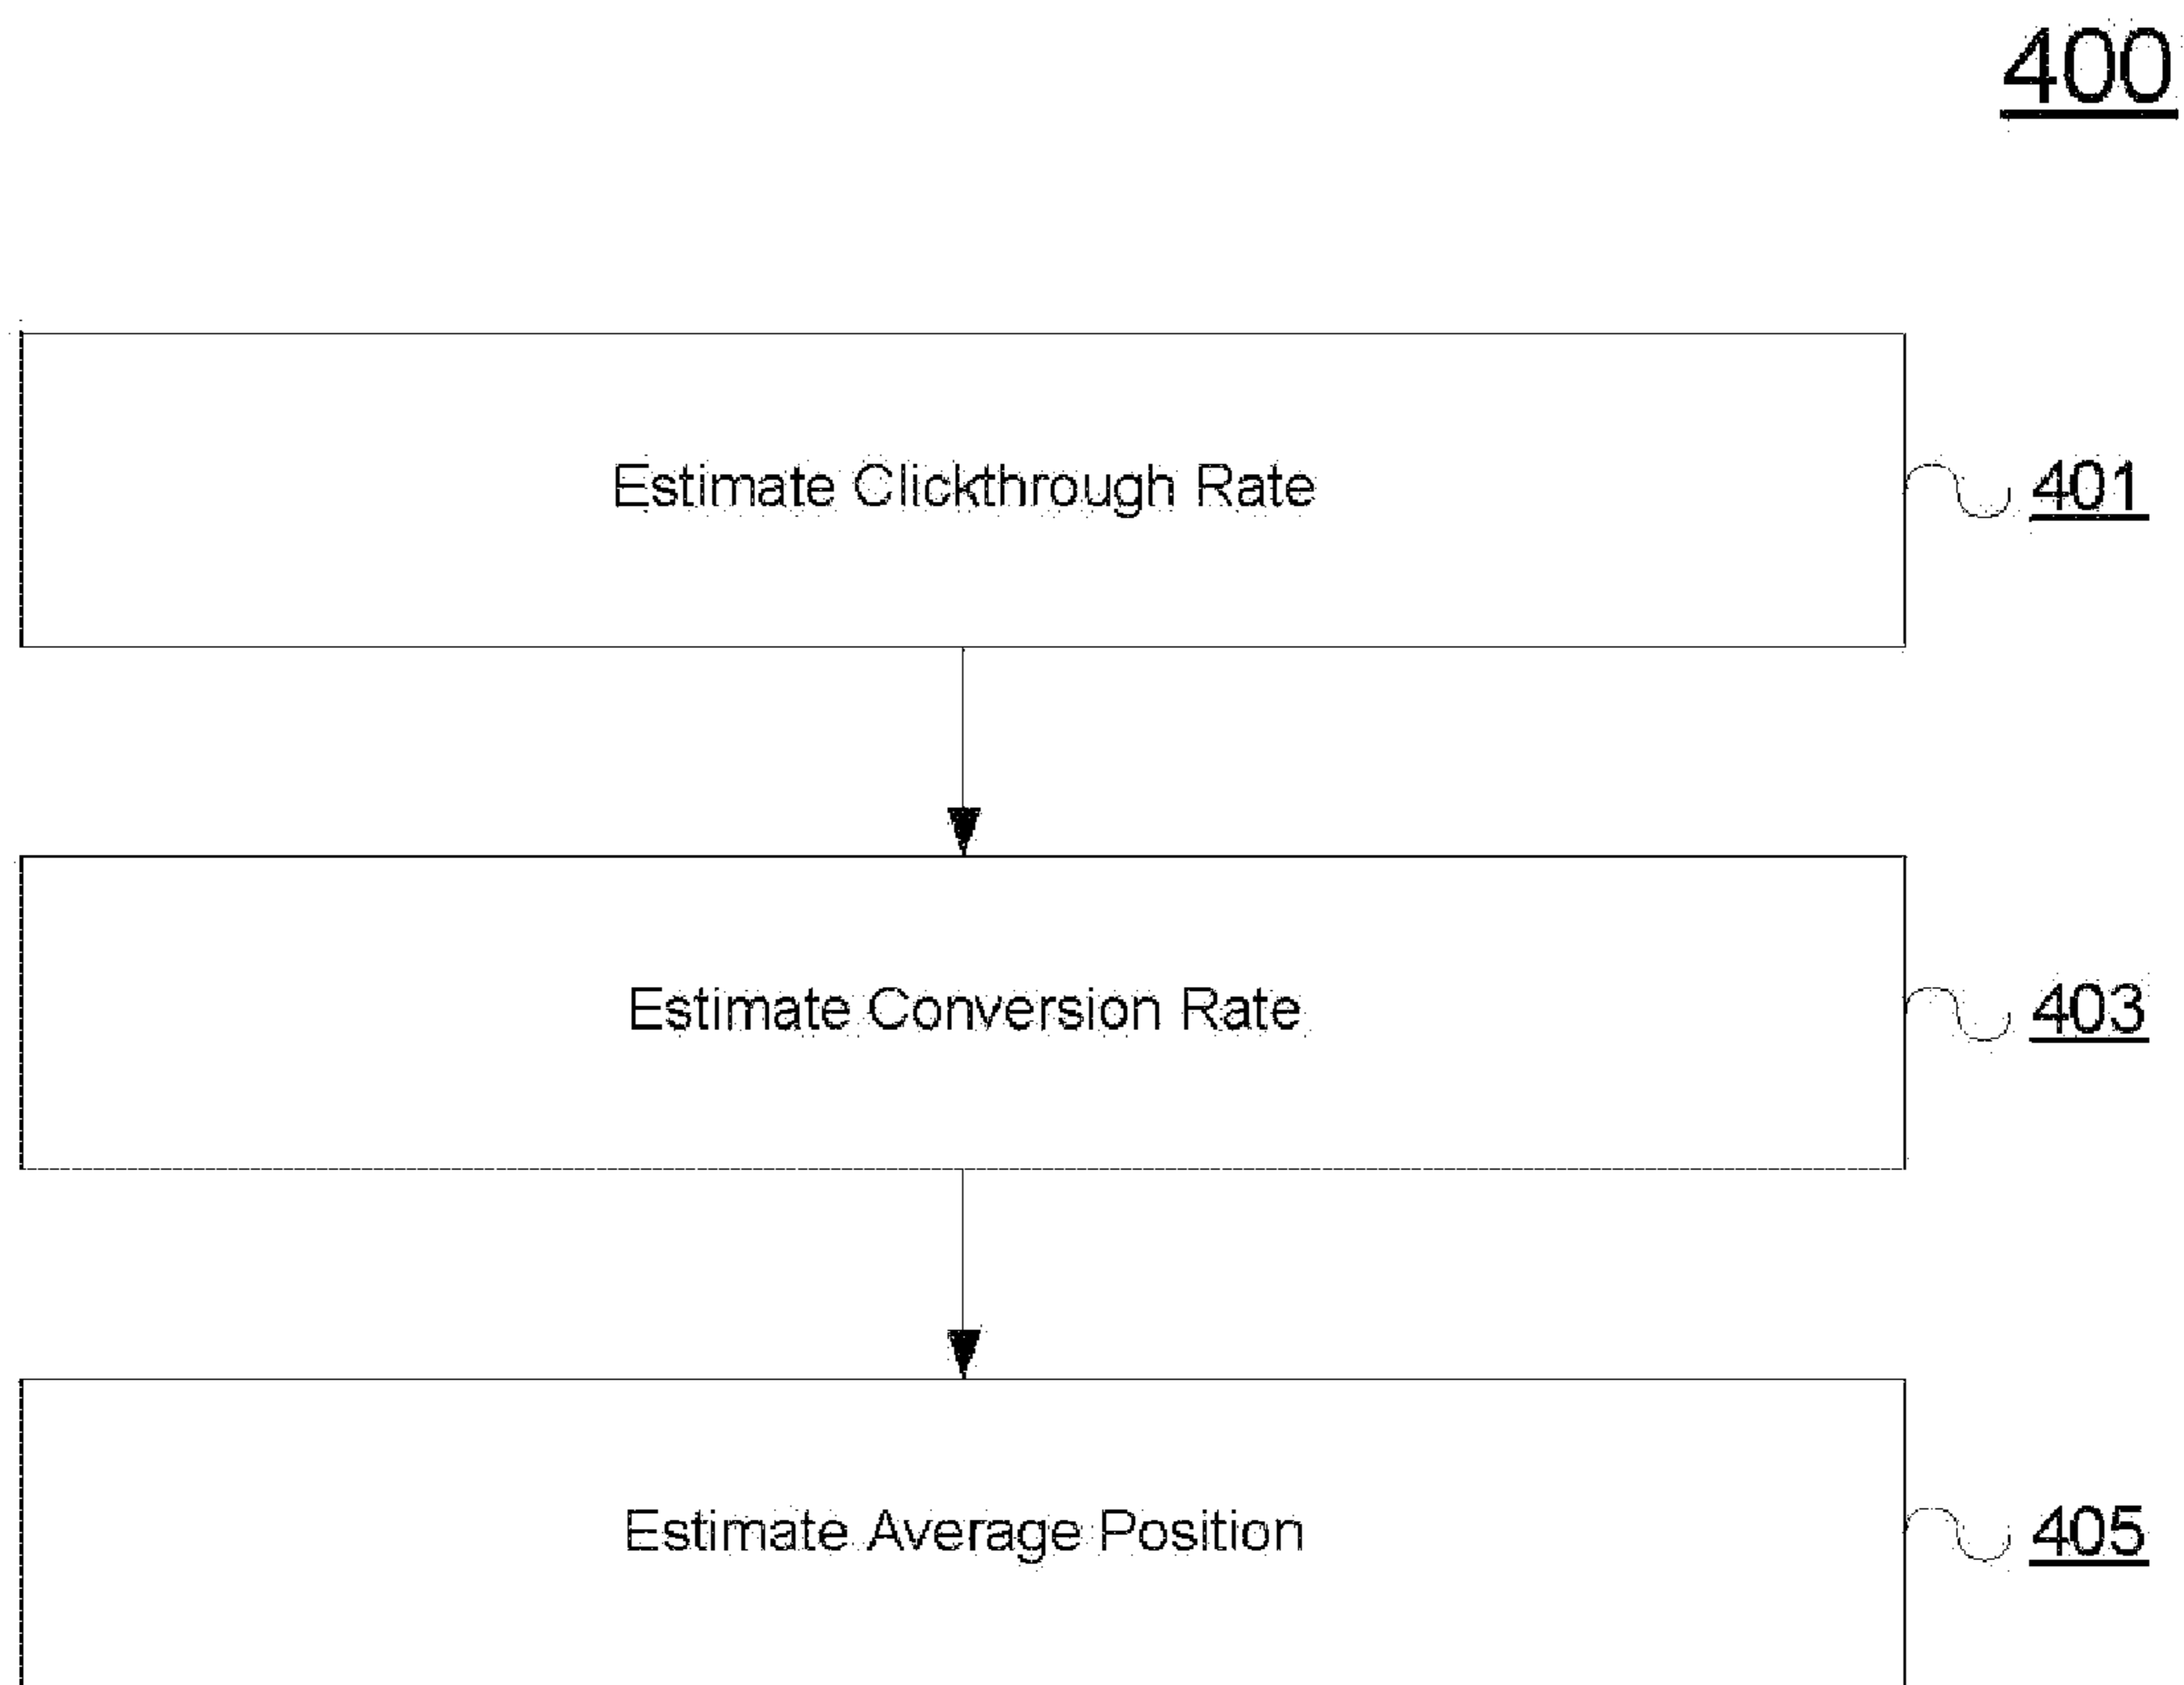 400
Estimate Clickthrough Rate
401
Estimate Conversion Rate
403
Estimate Average Position
405